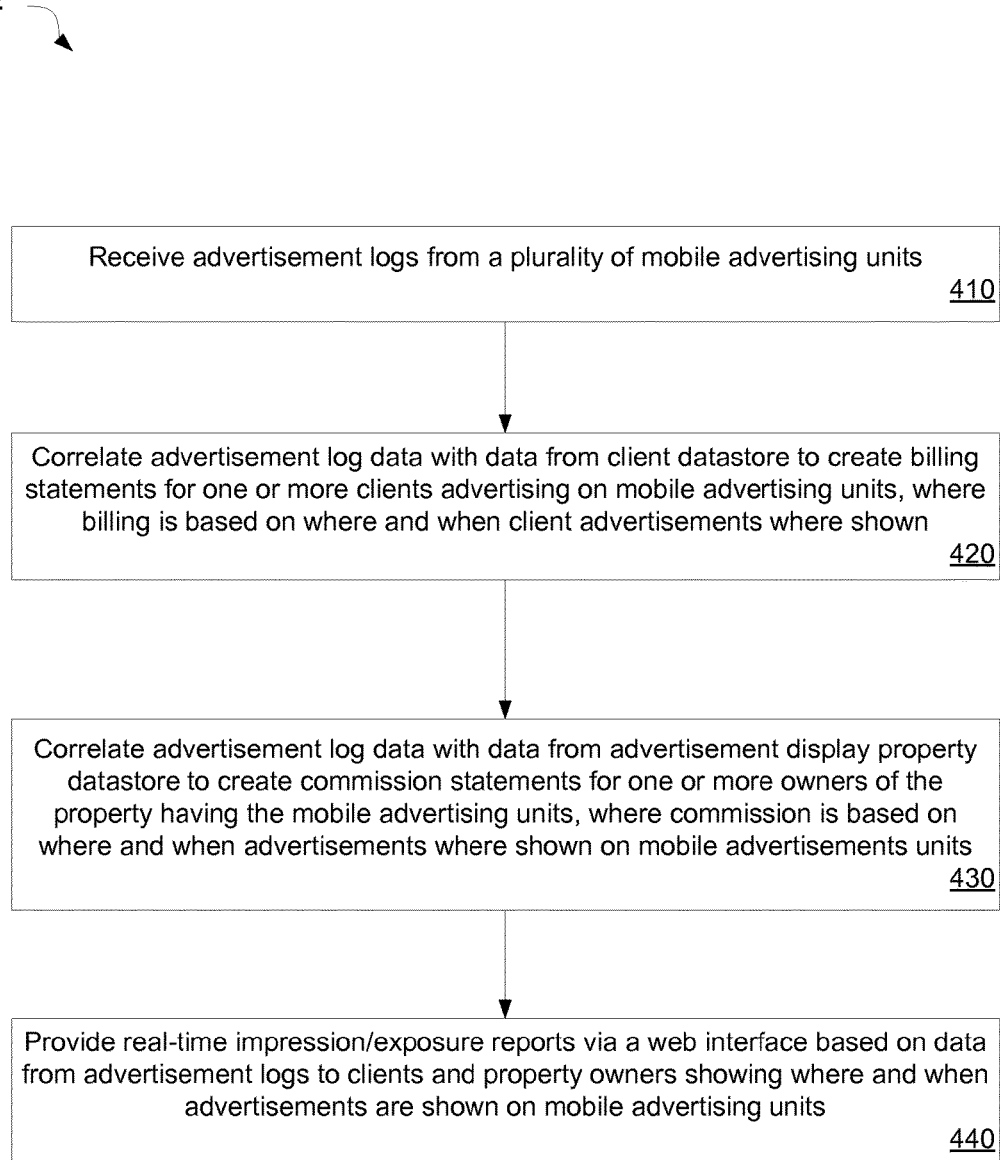 Receive advertisement logs from a plurality of mobile advertising units
410
Correlate advertisement log data with data from client datastore to create billing
statements for one or more clients advertising on mobile advertising units, where
billing is based on where and when client advertisements where shown
420
Correlate advertisement log data with data from advertisement display property
datastore to create commission statements for one or more owners of the
property having the mobile advertising units, where commission is based on
where and when advertisements where shown on mobile advertisements units
430
Provide real-time impression/exposure reports via a web interface based on data
from advertisement logs to clients and property owners showing where and when
advertisements are shown on mobile advertising units
440